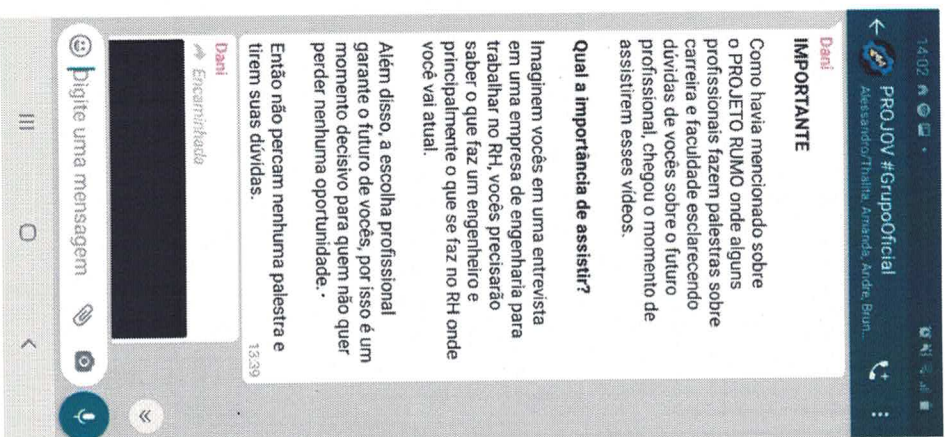 14:02
PROJOV #GrupoOficial
Alessandro/Thalita, Amanda, Andre, Brun...
Dani
IMPORTANTE
Como havia mencionado sobre
o PROJETO RUMO onde alguns
profissionais fazem palestras sobre
carreira e faculdade esclarecendo
dúvidas de vocês sobre o futuro
profissional, chegou o momento de
assistirem esses vídeos.
Qual a importância de assistir?
Imaginem vocês em uma entrevista
em uma empresa de engenharia para
trabalhar no RH, vocês precisarão
saber o que faz um engenheiro e
principalmente o que se faz no RH onde
você vai atual.
Além disso, a escolha profissional
garante o futuro de vocês, por isso é um
momento decisivo para quem não quer
perder nenhuma oportunidade. •
Então não percam nenhuma palestra e
tirem suas dúvidas.
13:39
Dani
Encaminhada
Digite uma mensagem